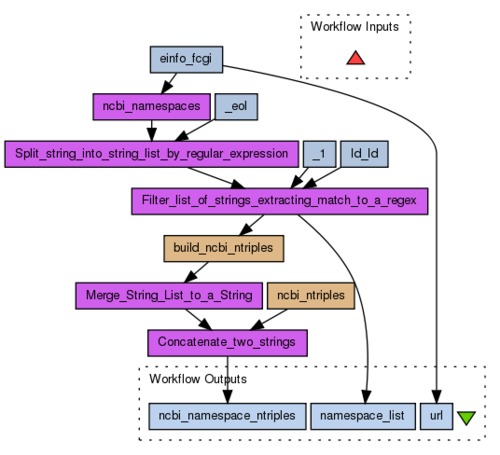 Workflow Inputs
einfo_fcgi
ncbi_namespaces
_eol
Split_string_into_string_list_by_regular_expression
_1
ld_ld
Filter_list_of_strings_extracting_match_to_a_regex
build_ncbi_ntriples
Merge_String_List_to_a_String
ncbi_ntriples
Concatenate_two_strings
Workflow Outputs
ncbi_namespace_ntriples
namespace_list
url